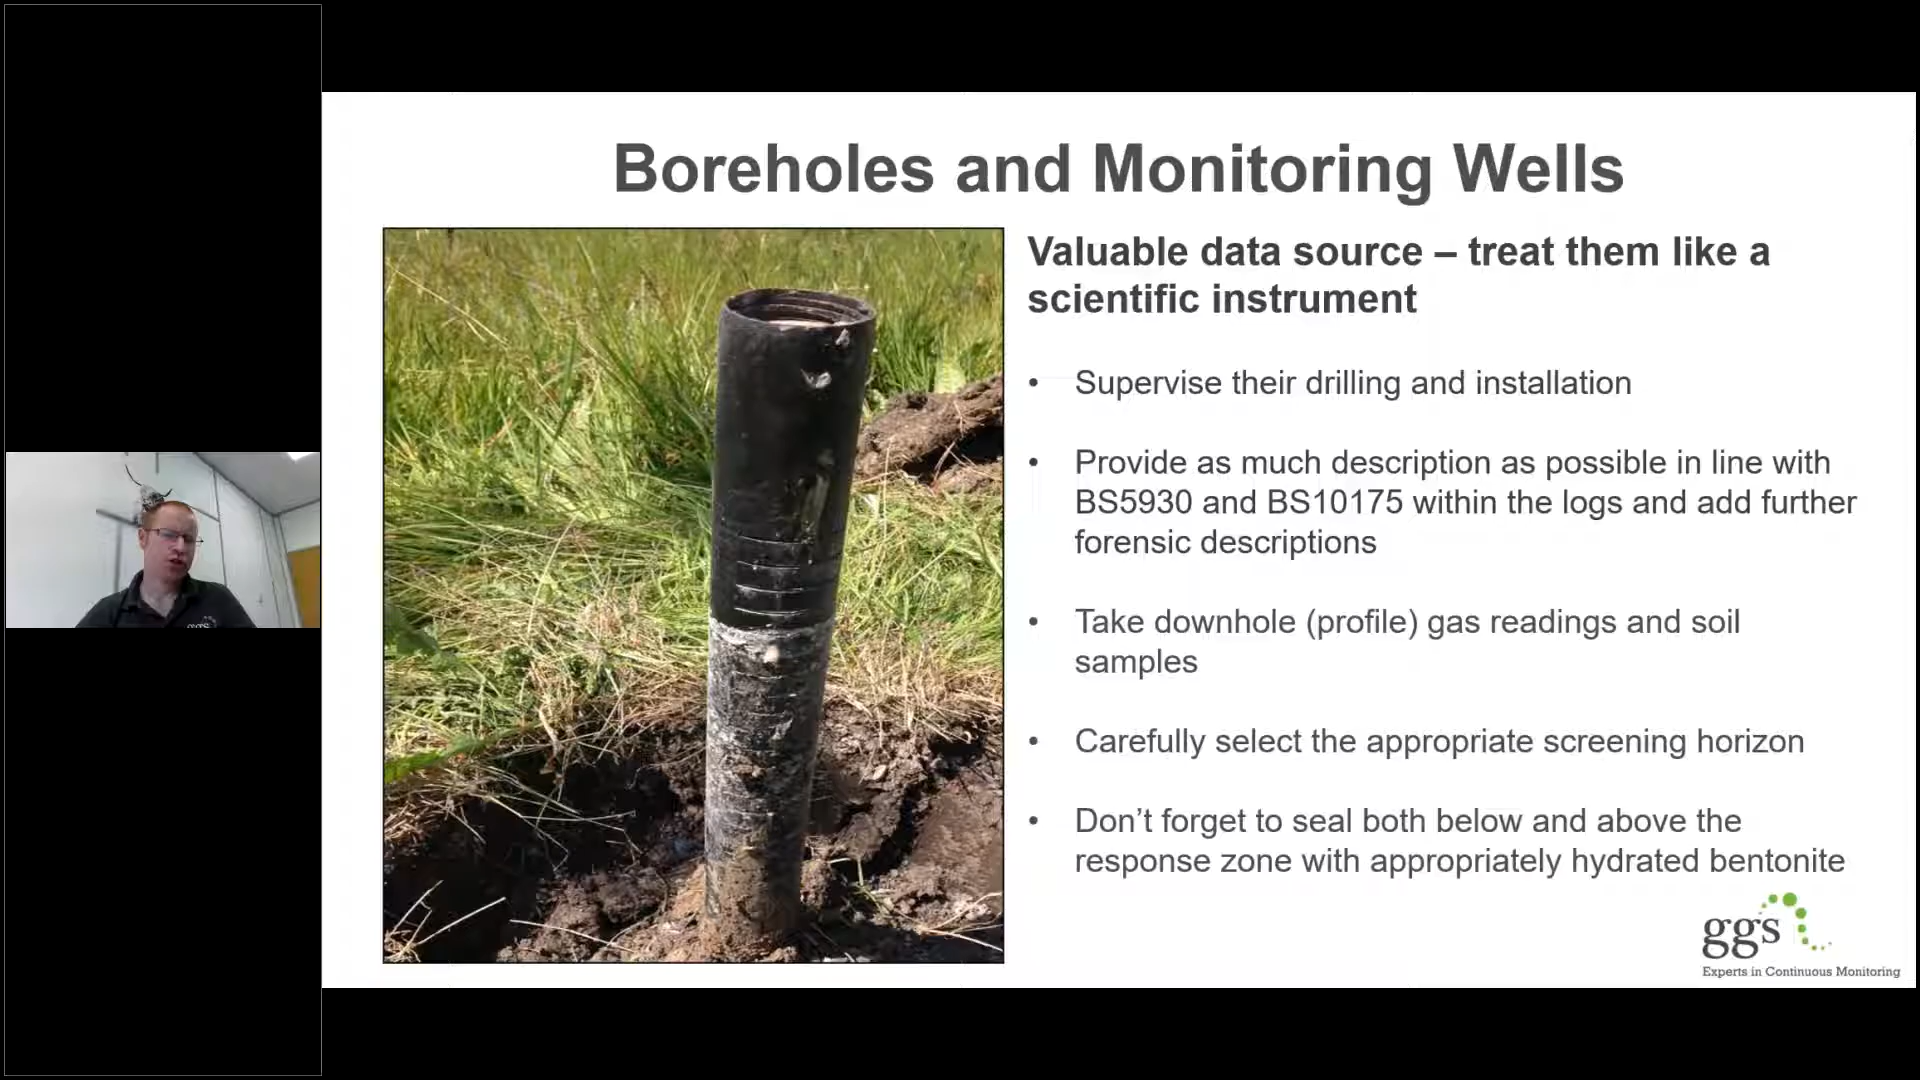 Boreholes and Monitoring Wells
Valuable data source – treat them like a
scientific instrument
• Supervise their drilling and installation
• Provide as much description as possible in line with
BS5930 and BS10175 within the logs and add further
forensic descriptions
• Take downhole (profile) gas readings and soil
samples
• Carefully select the appropriate screening horizon
• Don’t forget to seal both below and above the
response zone with appropriately hydrated bentonite
ggs
Experts in Continuous Monitoring
ggs